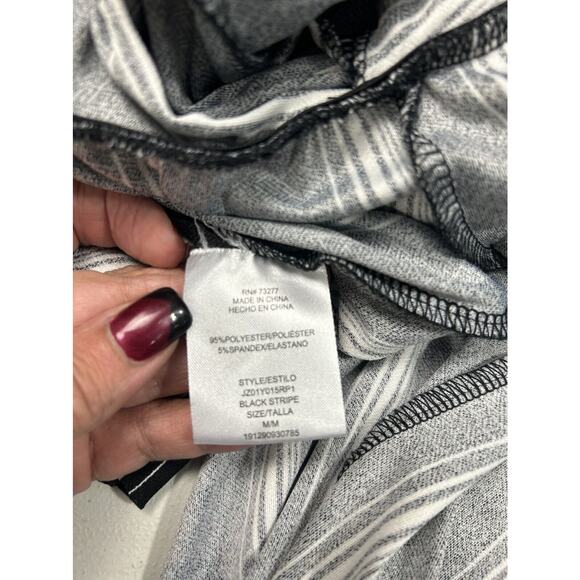 RN# 73277
MADE IN CHINA
HECHO EN CHINA
95%POLYESTER/POLIÉSTER
5%SPANDEX/ELASTANO
STYLE/ESTILO
JZ01Y015RP1
BLACK STRIPE
SIZE/TALLA
M/M
191290930785